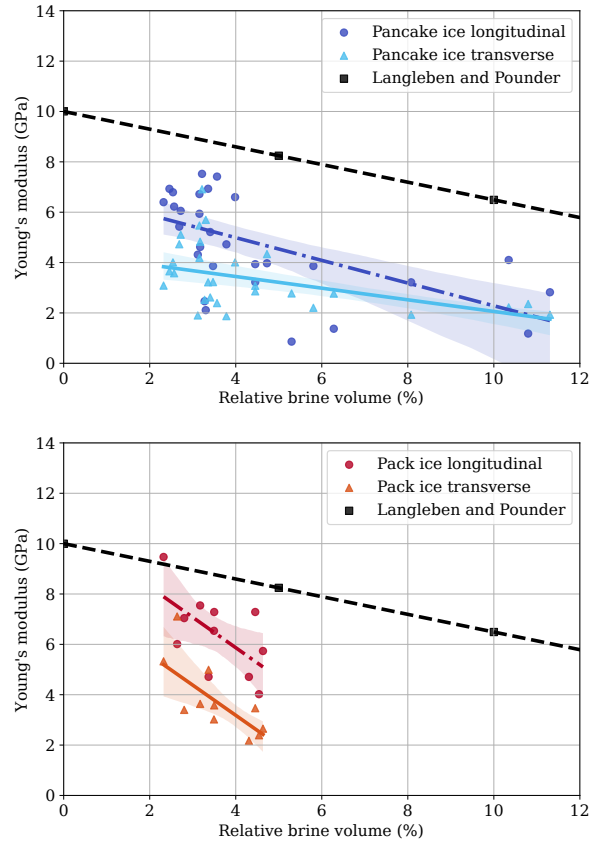 14
12
10
8
6
4
2
0
Young's modulus (GPa)
Pancake ice longitudinal
Pancake ice transverse
Langleben and Pounder
0 2 4 6 8 10 12
Relative brine volume (%)
14
12
10
8
6
4
2
0
Young's modulus (GPa)
Pack ice longitudinal
Pack ice transverse
Langleben and Pounder
0 2 4 6 8 10 12
Relative brine volume (%)